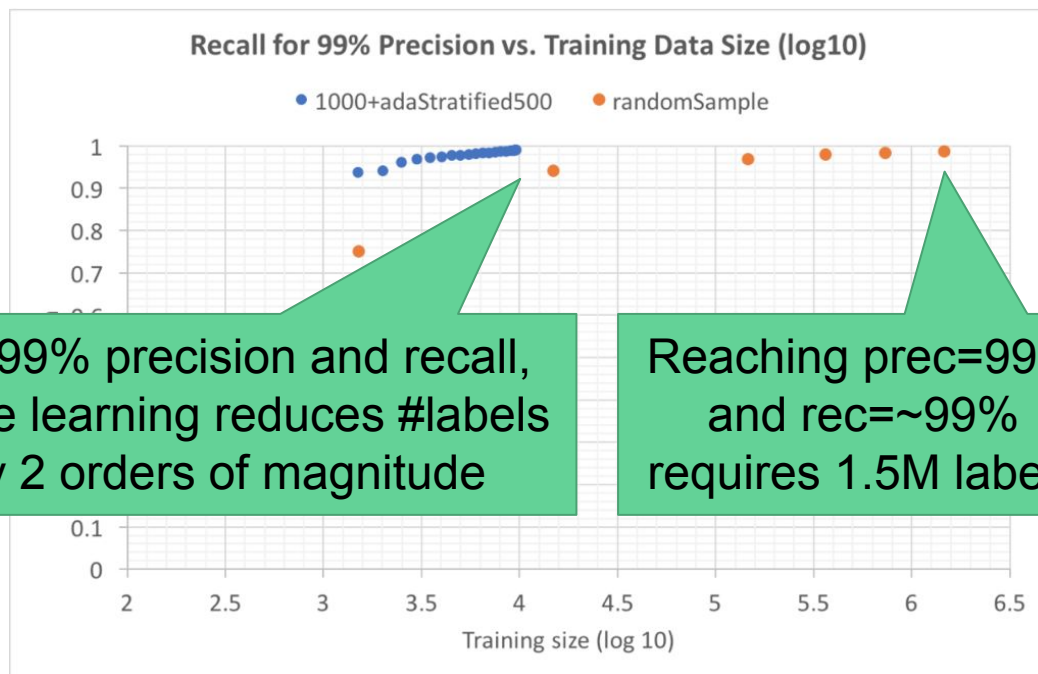 Recall for 99% Precision vs. Training Data Size (log10)
1000+adaStratified500 randomSample
1
0.9
0.8
0.7
99% precision and recall,
learning reduces #labels
2 orders of magnitude
Reaching prec=99
and rec=~99%
requires 1.5M
0.1
0
2 2.5 3 3.5 4 4.5 5 5.5 6 6.5
Training size (log 10)